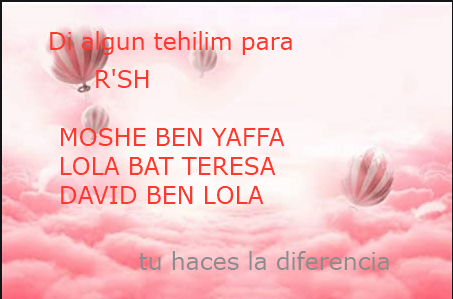 Di algun tehilim para
R'SH
MOSHE BEN YAFFA
LOLA BAT TERESA
DAVID BEN LOLA
tu haces la diferencia